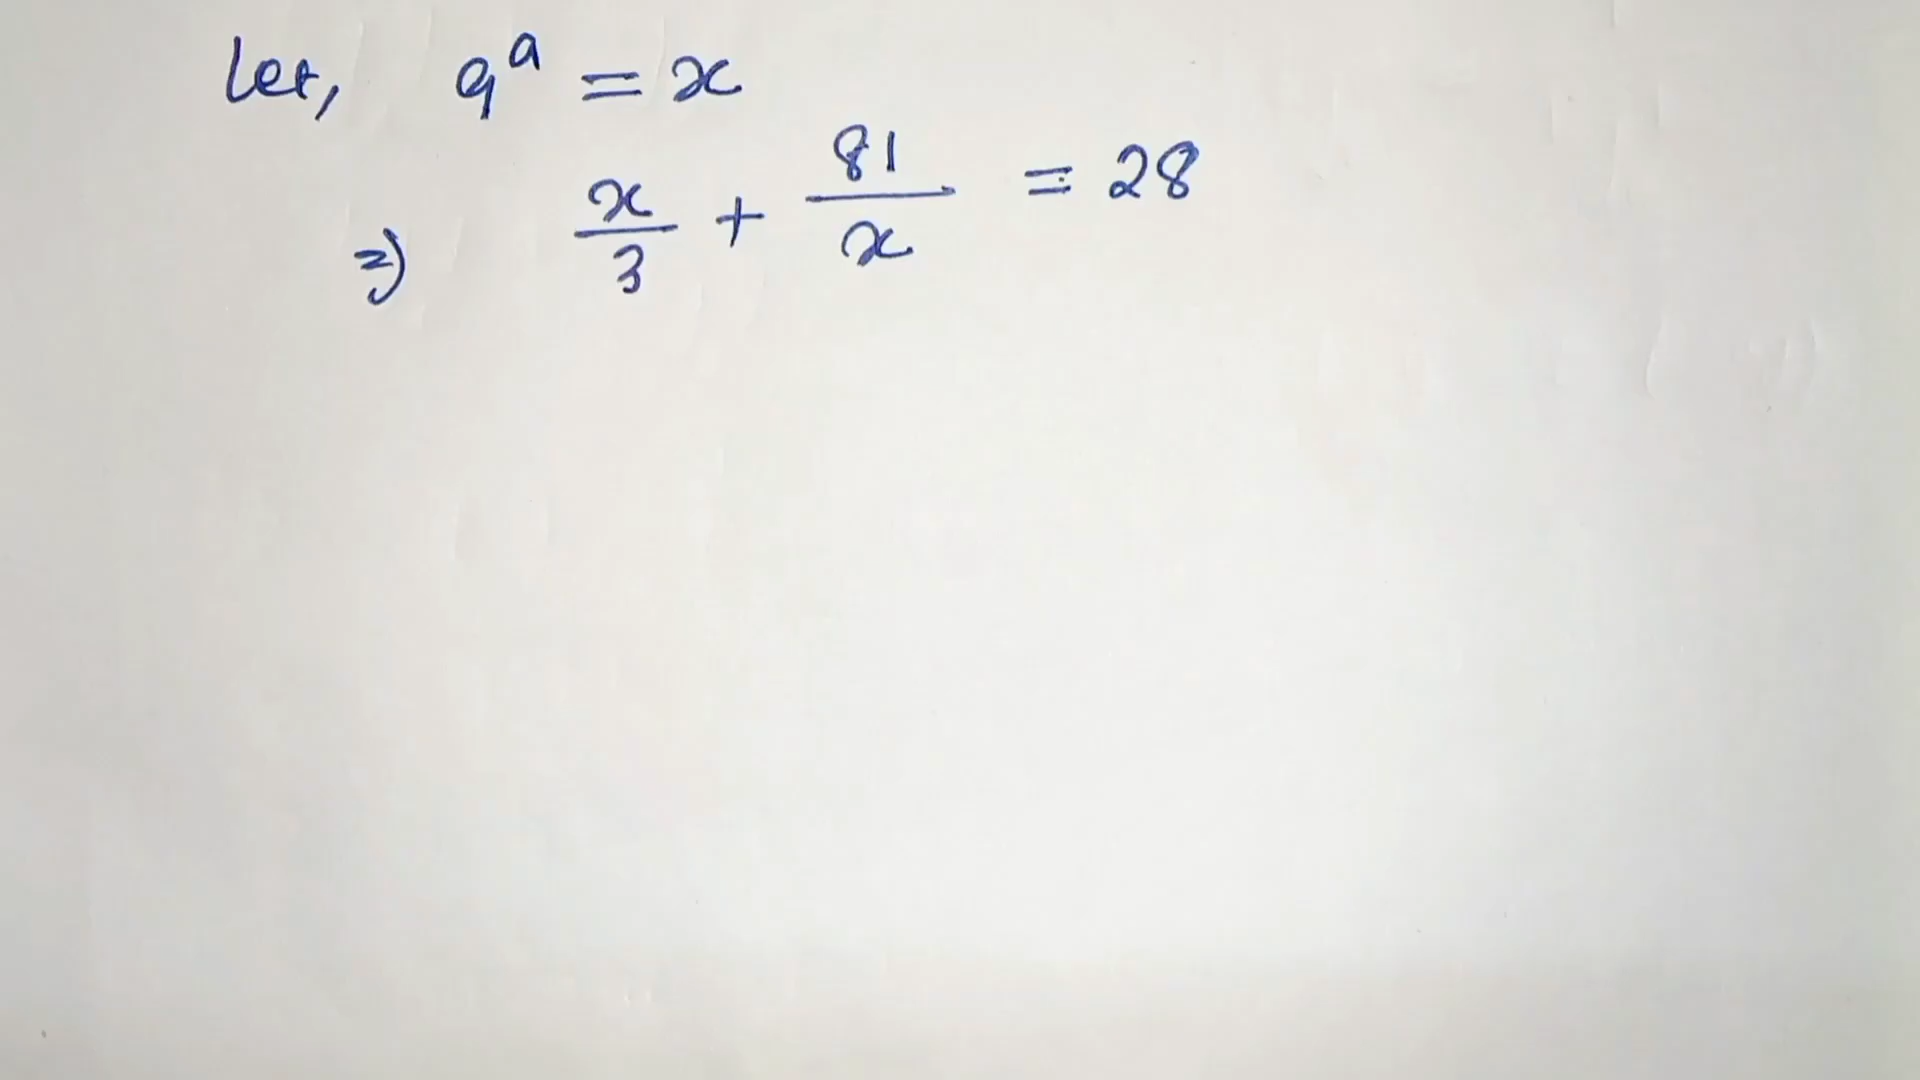 Let, 9^a = x
⇒ x/3 + 81/x = 28